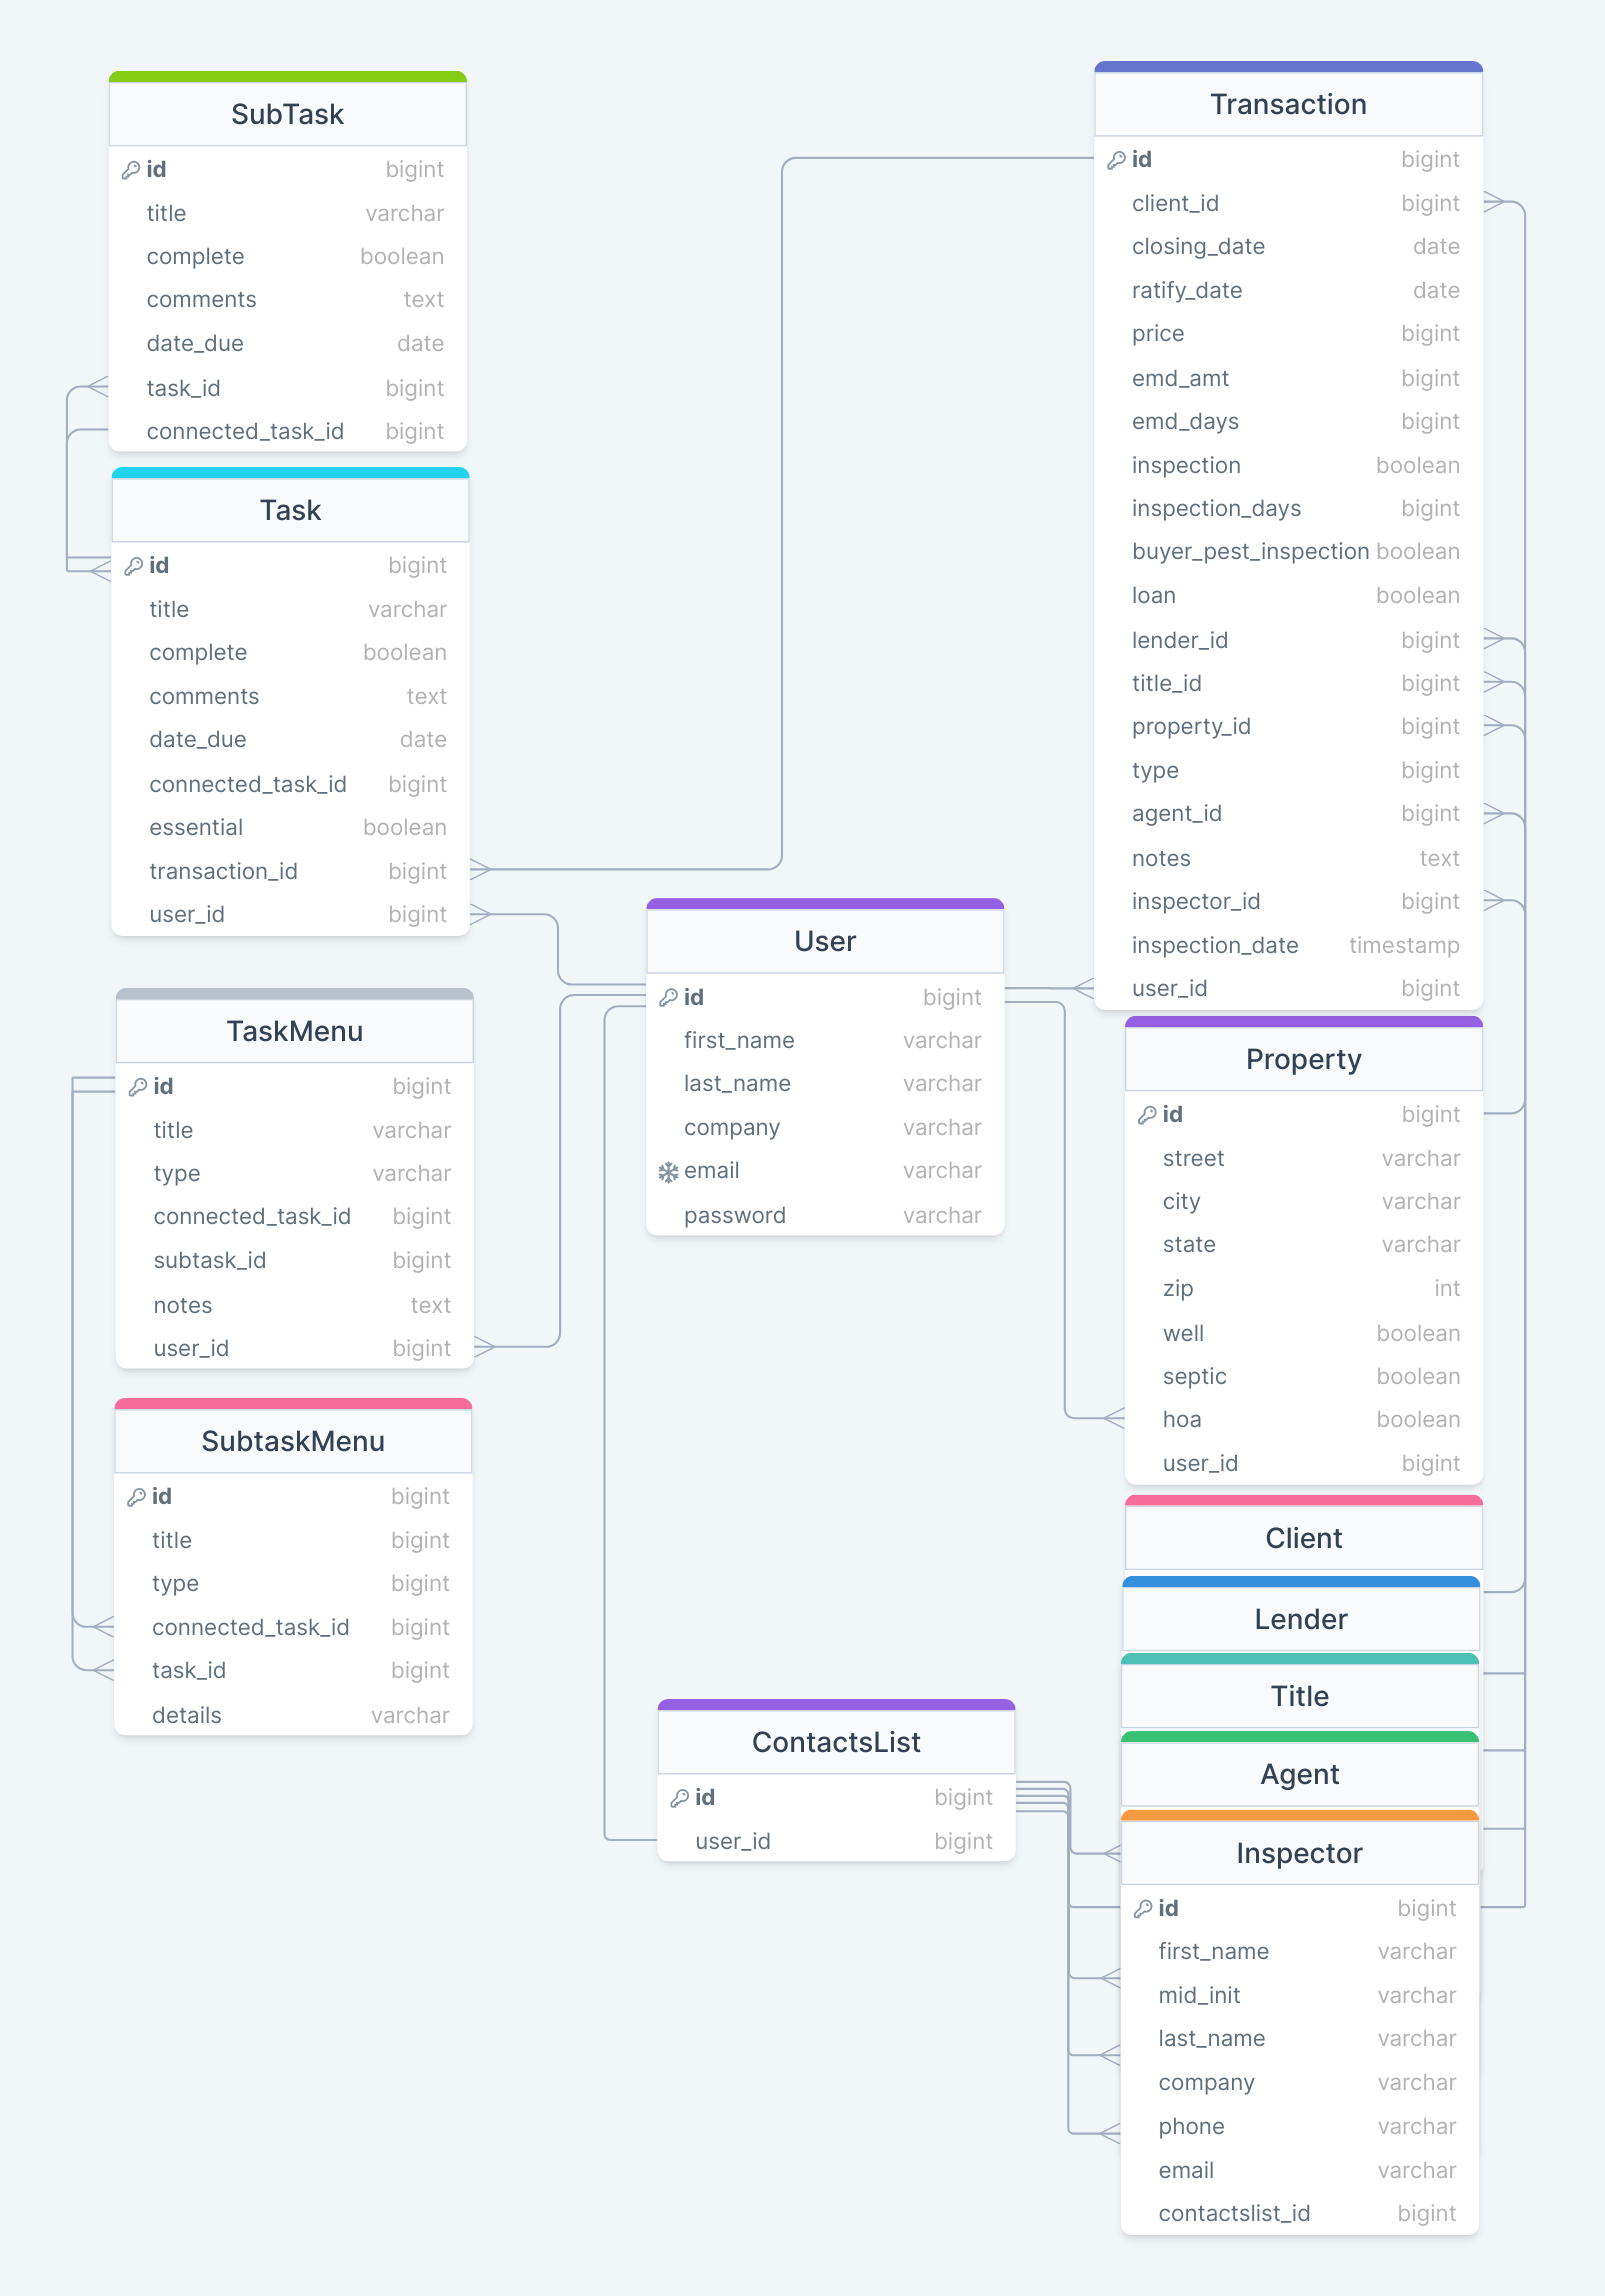 SubTask
id bigint
title varchar
complete boolean
comments text
date_due date
task_id bigint
connected_task_id bigint
Task
id bigint
title varchar
complete boolean
comments text
date_due date
connected_task_id bigint
essential boolean
transaction_id bigint
user_id bigint
TaskMenu
id bigint
title varchar
type varchar
connected_task_id bigint
subtask_id bigint
notes text
user_id bigint
SubtaskMenu
id bigint
title bigint
type bigint
connected_task_id bigint
task_id bigint
details varchar
User
id bigint
first_name varchar
last_name varchar
company varchar
email varchar
password varchar
ContactsList
id bigint
user_id bigint
Transaction
id bigint
client_id bigint
closing_date date
ratify_date date
price bigint
emd_amt bigint
emd_days bigint
inspection boolean
inspection_days bigint
buyer_pest_inspection boolean
loan boolean
lender_id bigint
title_id bigint
property_id bigint
type bigint
agent_id bigint
notes text
inspector_id bigint
inspection_date timestamp
user_id bigint
Property
id bigint
street varchar
city varchar
state varchar
zip int
well boolean
septic boolean
hoa boolean
user_id bigint
Client
Lender
Title
Agent
Inspector
id bigint
first_name varchar
mid_init varchar
last_name varchar
company varchar
phone varchar
email varchar
contactslist_id bigint